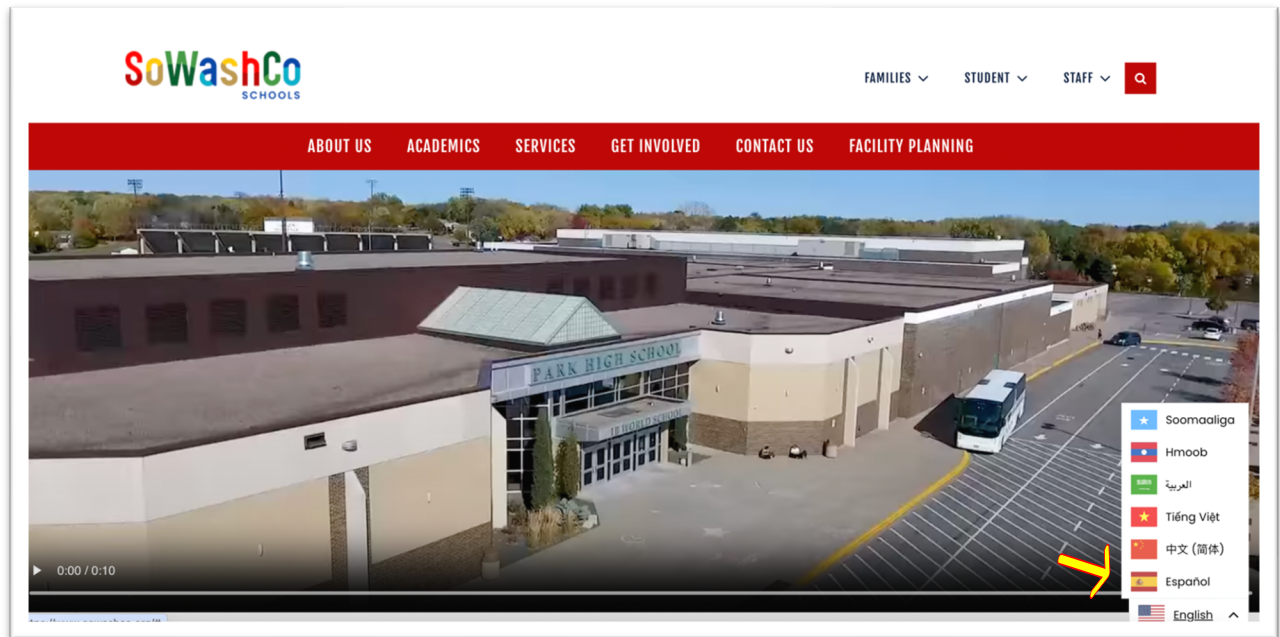 SoWashCo
SCHOOLS
FAMILIES
STUDENT
STAFF
ABOUT US
ACADEMICS
SERVICES
GET INVOLVED
CONTACT US
FACILITY PLANNING
PARK HIGH SCHOOL
IB WORLD SCHOOL
Soomaaliga
Hmoob
العربية
Tiếng Việt
中文 (简体)
Español
English
0:00 / 0:10